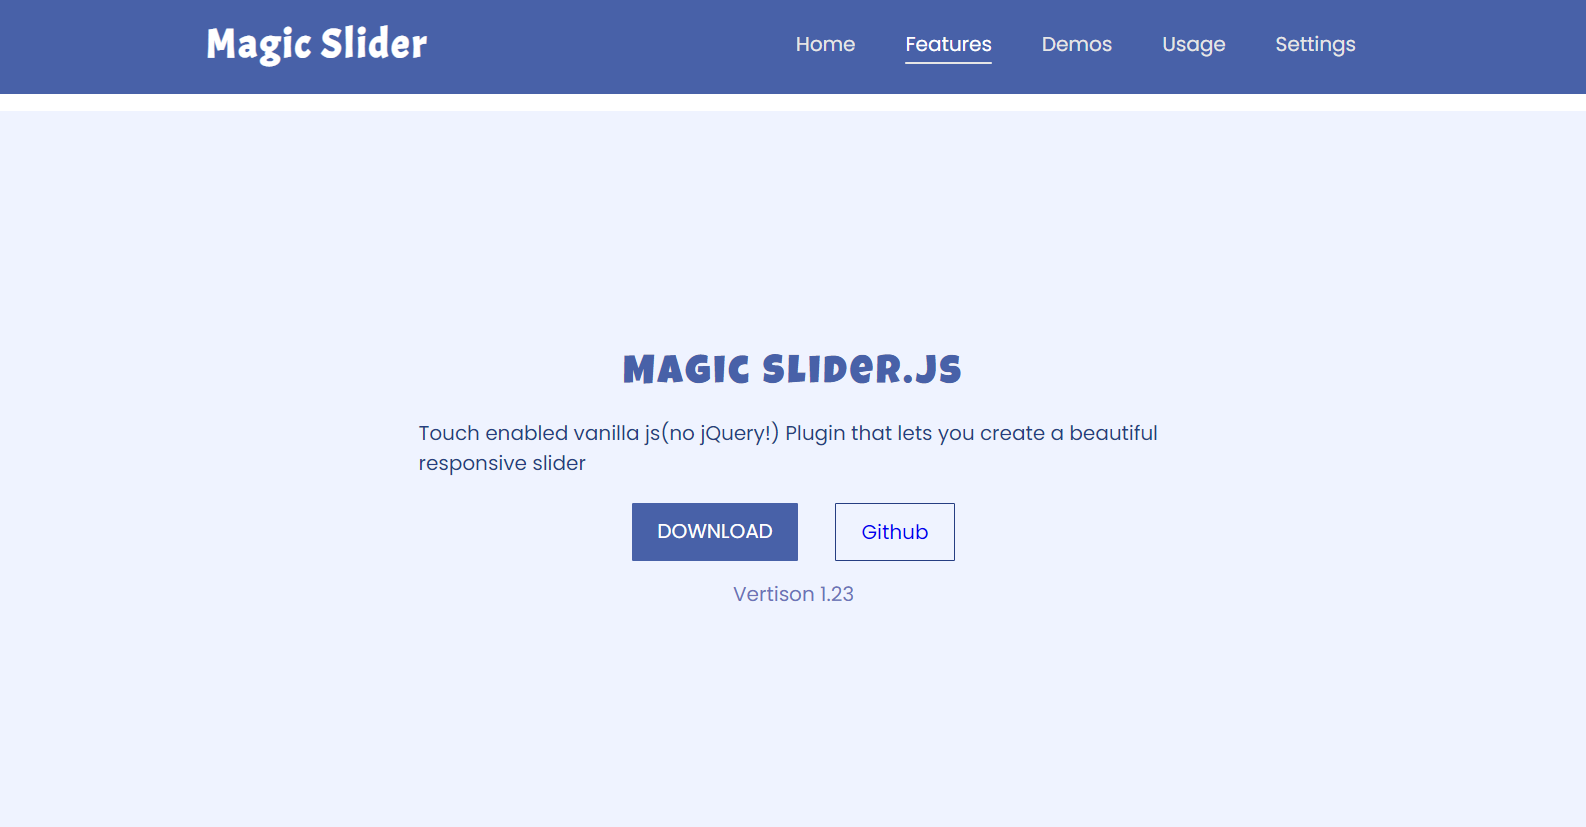 Magic Slider
Home Features Demos Usage Settings
Magic Slider.js
Touch enabled vanilla js(no jQuery!) Plugin that lets you create a beautiful
responsive slider
DOWNLOAD Github
Vertison 1.23